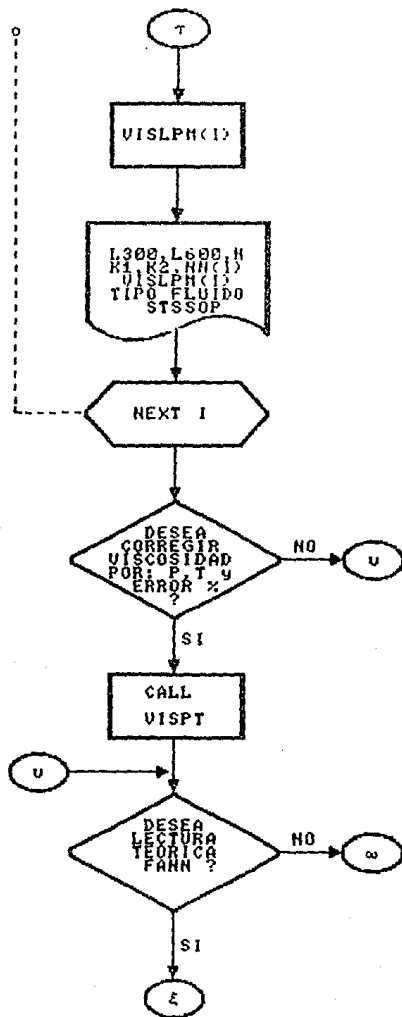 τ
VISLPM(I)
L300,L600,N
K1,K2,NN(I)
VISLPM(I)
TIPO FLUIDO
STSSOP
NEXT I
DESEA
CORREGIR
VISCOSIDAD
POR: P,T y
ERROR %
?
NO
υ
SI
CALL
VISPT
υ
DESEA
LECTURA
TEORICA
FANN ?
NO
ω
SI
ξ